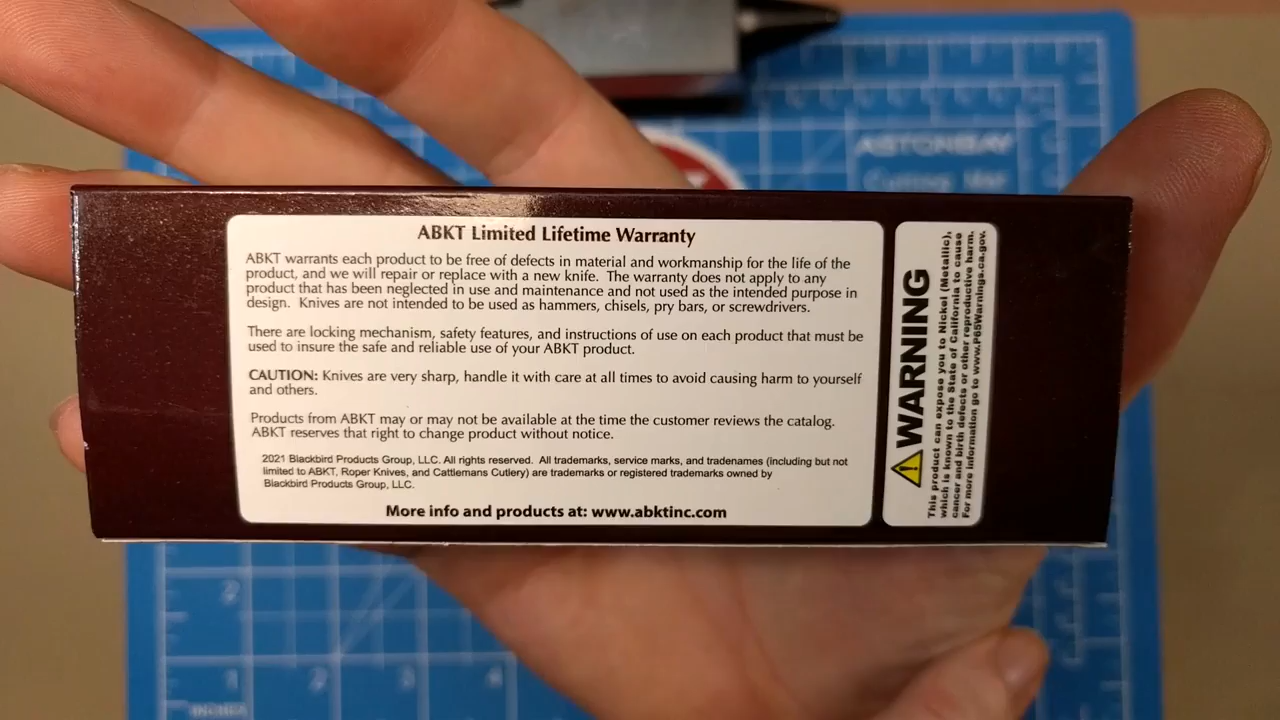 ASTONBAY
Cutting Mat
ABKT Limited Lifetime Warranty
ABKT warrants each product to be free of defects in material and workmanship for the life of the
product, and we will repair or replace with a new knife. The warranty does not apply to any
product that has been neglected in use and maintenance and not used as the intended purpose in
design. Knives are not intended to be used as hammers, chisels, pry bars, or screwdrivers.
There are locking mechanism, safety features, and instructions of use on each product that must be
used to insure the safe and reliable use of your ABKT product.
CAUTION: Knives are very sharp, handle it with care at all times to avoid causing harm to yourself
and others.
Products from ABKT may or may not be available at the time the customer reviews the catalog.
ABKT reserves that right to change product without notice.
2021 Blackbird Products Group, LLC. All rights reserved. All trademarks, service marks, and tradenames (including but not
limited to ABKT, Roper Knives, and Cattlemans Cutlery) are trademarks or registered trademarks owned by
Blackbird Products Group, LLC.
More info and products at: www.abktinc.com
WARNING
This product can expose you to Nickel (Metallic),
which is known to the State of California to cause
cancer and birth defects or other reproductive harm.
For more information go to www.P65Warnings.ca.gov.
2
1 2 3 4
INCHES